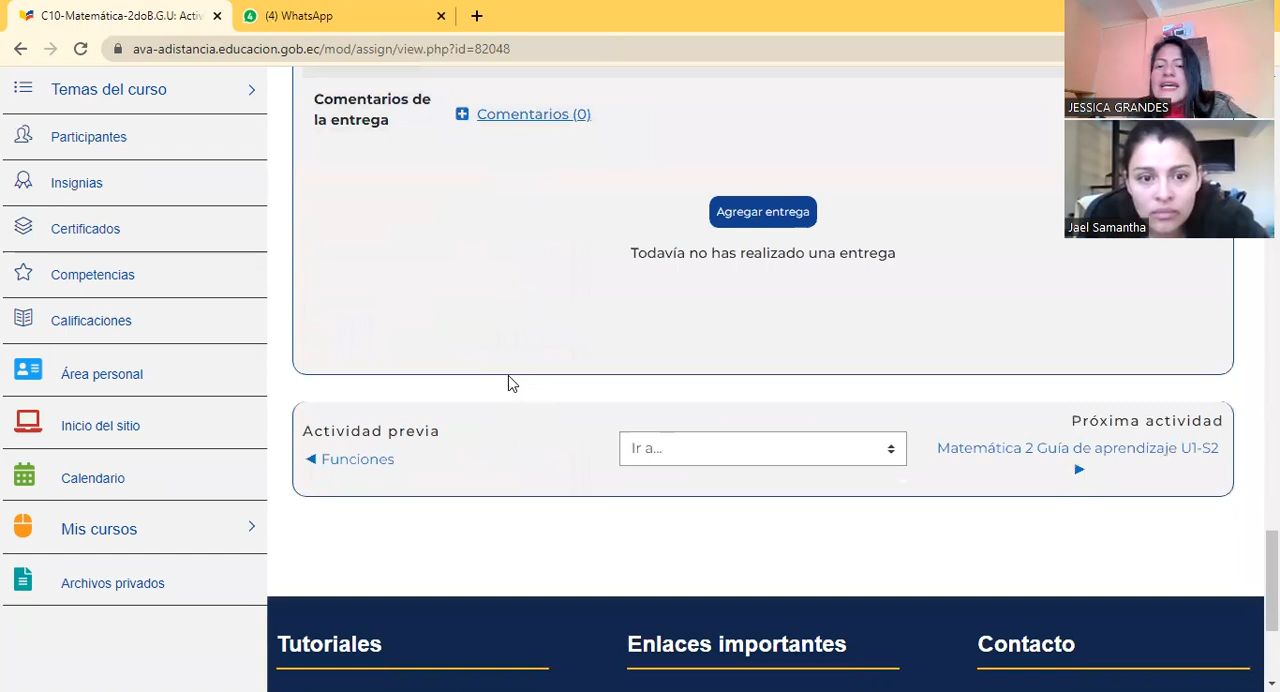 C10-Matemática-2doB.G.U: Activ
(4) WhatsApp
ava-adistancia.educacion.gob.ec/mod/assign/view.php?id=82048
JESSICA GRANDES
Jael Samantha
Temas del curso
Participantes
Insignias
Certificados
Competencias
Calificaciones
Área personal
Inicio del sitio
Calendario
Mis cursos
Archivos privados
Comentarios de
la entrega
Comentarios (0)
Agregar entrega
Todavía no has realizado una entrega
Actividad previa
◄ Funciones
Ir a...
Próxima actividad
Matemática 2 Guía de aprendizaje U1-S2
►
Tutoriales
Enlaces importantes
Contacto